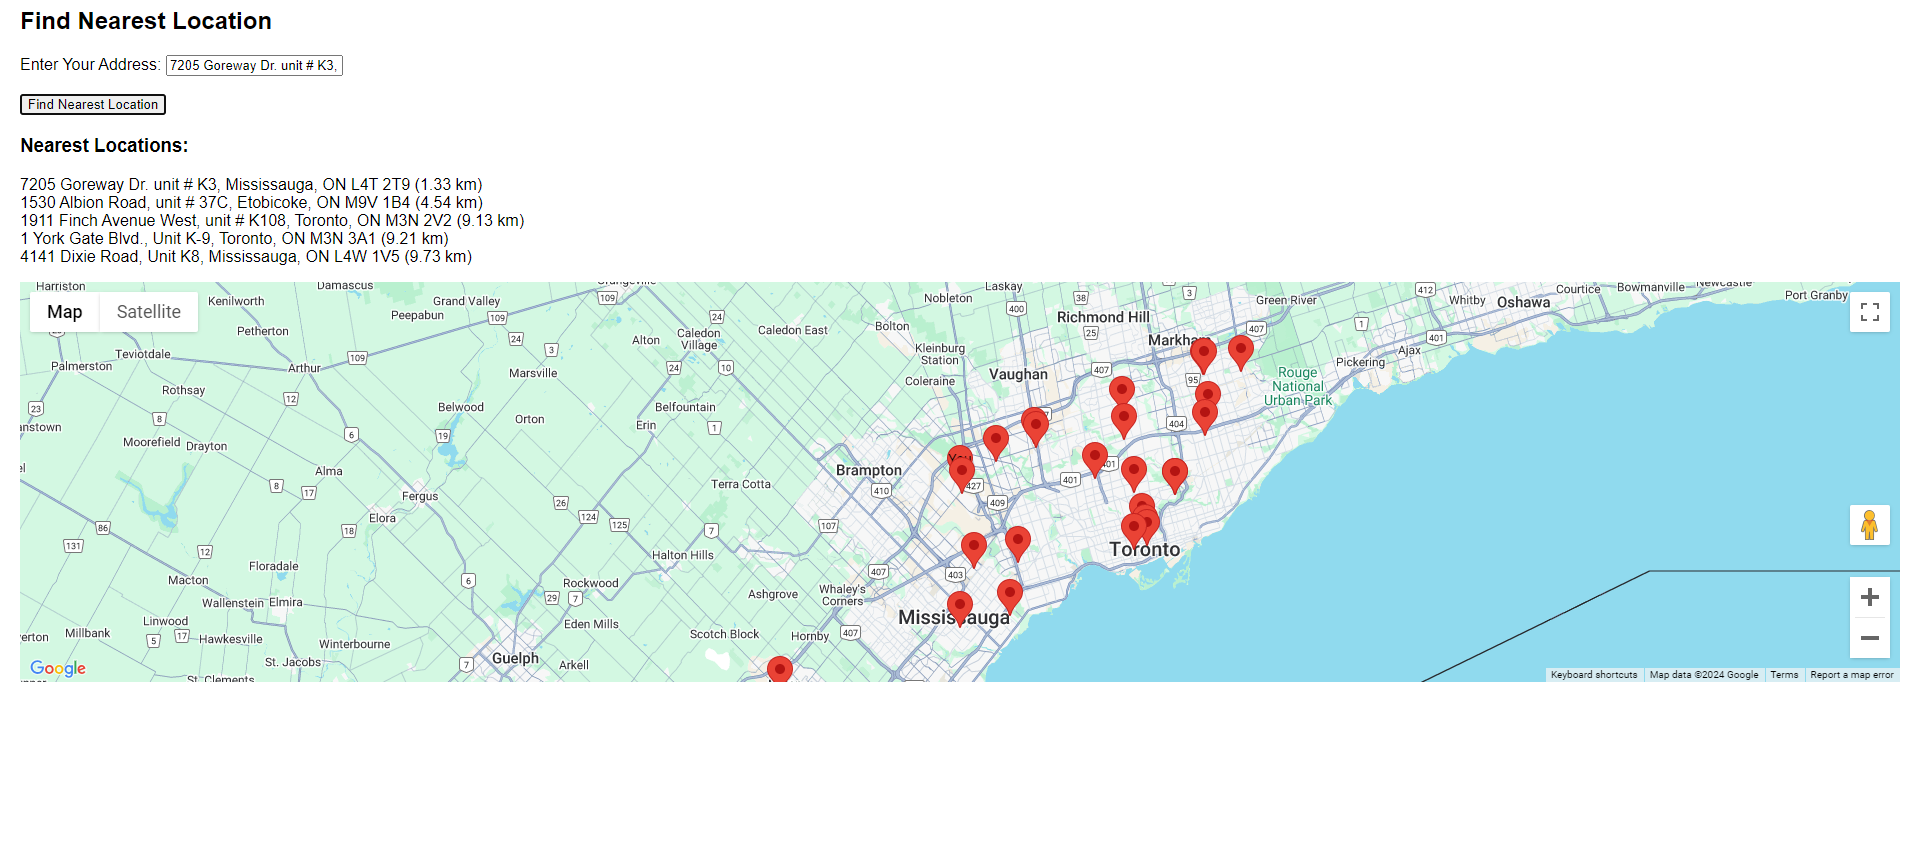 Find Nearest Location
Enter Your Address: 7205 Goreway Dr. unit # K3,
Find Nearest Location
Nearest Locations:
7205 Goreway Dr. unit # K3, Mississauga, ON L4T 2T9 (1.33 km)
1530 Albion Road, unit # 37C, Etobicoke, ON M9V 1B4 (4.54 km)
1911 Finch Avenue West, unit # K108, Toronto, ON M3N 2V2 (9.13 km)
1 York Gate Blvd., Unit K-9, Toronto, ON M3N 3A1 (9.21 km)
4141 Dixie Road, Unit K8, Mississauga, ON L4W 1V5 (9.73 km)
Map
Satellite
Harriston
Damascus
Kenilworth
Grand Valley
109
Peepabun
109
24
Petherton
24
Alton
Caledon
Village
Caledon East
Bolton
Nobleton
Laskay
400
38
3
Richmond Hill
25
Green River
412
Whitby
Oshawa
Courtice
Bowmanville
Port Granby
Teviotdale
109
3
Kleinburg
Station
Markham
407
1
401
Palmerston
Arthur
Marsville
24
10
Coleraine
Vaughan
407
95
Pickering
Ajax
Rothsay
12
Rouge
National
Urban Park
23
8
Belwood
Orton
Belfountain
Erin
1
404
Moorefield
Drayton
6
19
Alma
Brampton
410
427
401
401
8
17
Fergus
Terra Cotta
409
26
Elora
124
125
86
18
7
107
131
12
Halton Hills
Toronto
Floradale
Macton
6
Rockwood
407
403
Wallenstein
Elmira
29
7
Ashgrove
Whaley's
Corners
Linwood
Mississauga
Millbank
5
17
Hawkesville
Eden Mills
Scotch Block
Hornby
407
Winterbourne
St. Jacobs
7
Guelph
Arkell
St. Clements
Google
Keyboard shortcuts
Map data ©2024 Google
Terms
Report a map error